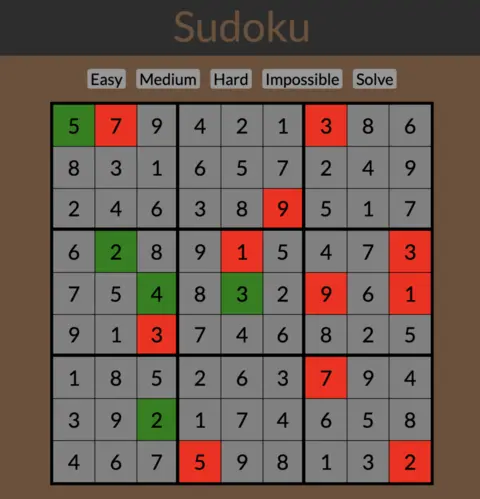 Sudoku
Easy Medium Hard Impossible Solve
5 7 9 4 2 1 3 8 6
8 3 1 6 5 7 2 4 9
2 4 6 3 8 9 5 1 7
6 2 8 9 1 5 4 7 3
7 5 4 8 3 2 9 6 1
9 1 3 7 4 6 8 2 5
1 8 5 2 6 3 7 9 4
3 9 2 1 7 4 6 5 8
4 6 7 5 9 8 1 3 2